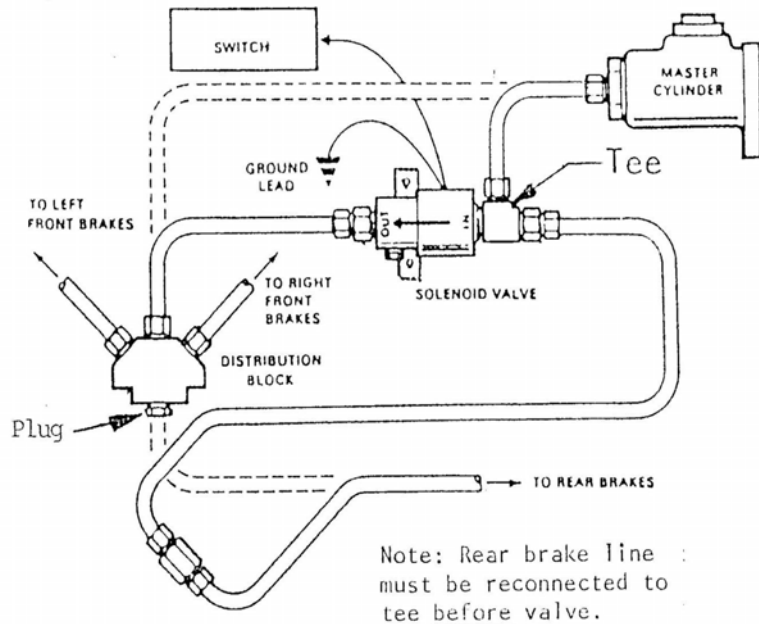 SWITCH
MASTER
CYLINDER
GROUND
LEAD
Tee
TO LEFT
FRONT BRAKES
OUT
IN
SOLENOID VALVE
TO RIGHT
FRONT
BRAKES
DISTRIBUTION
BLOCK
Plug
TO REAR BRAKES
Note: Rear brake line
must be reconnected to
tee before valve.